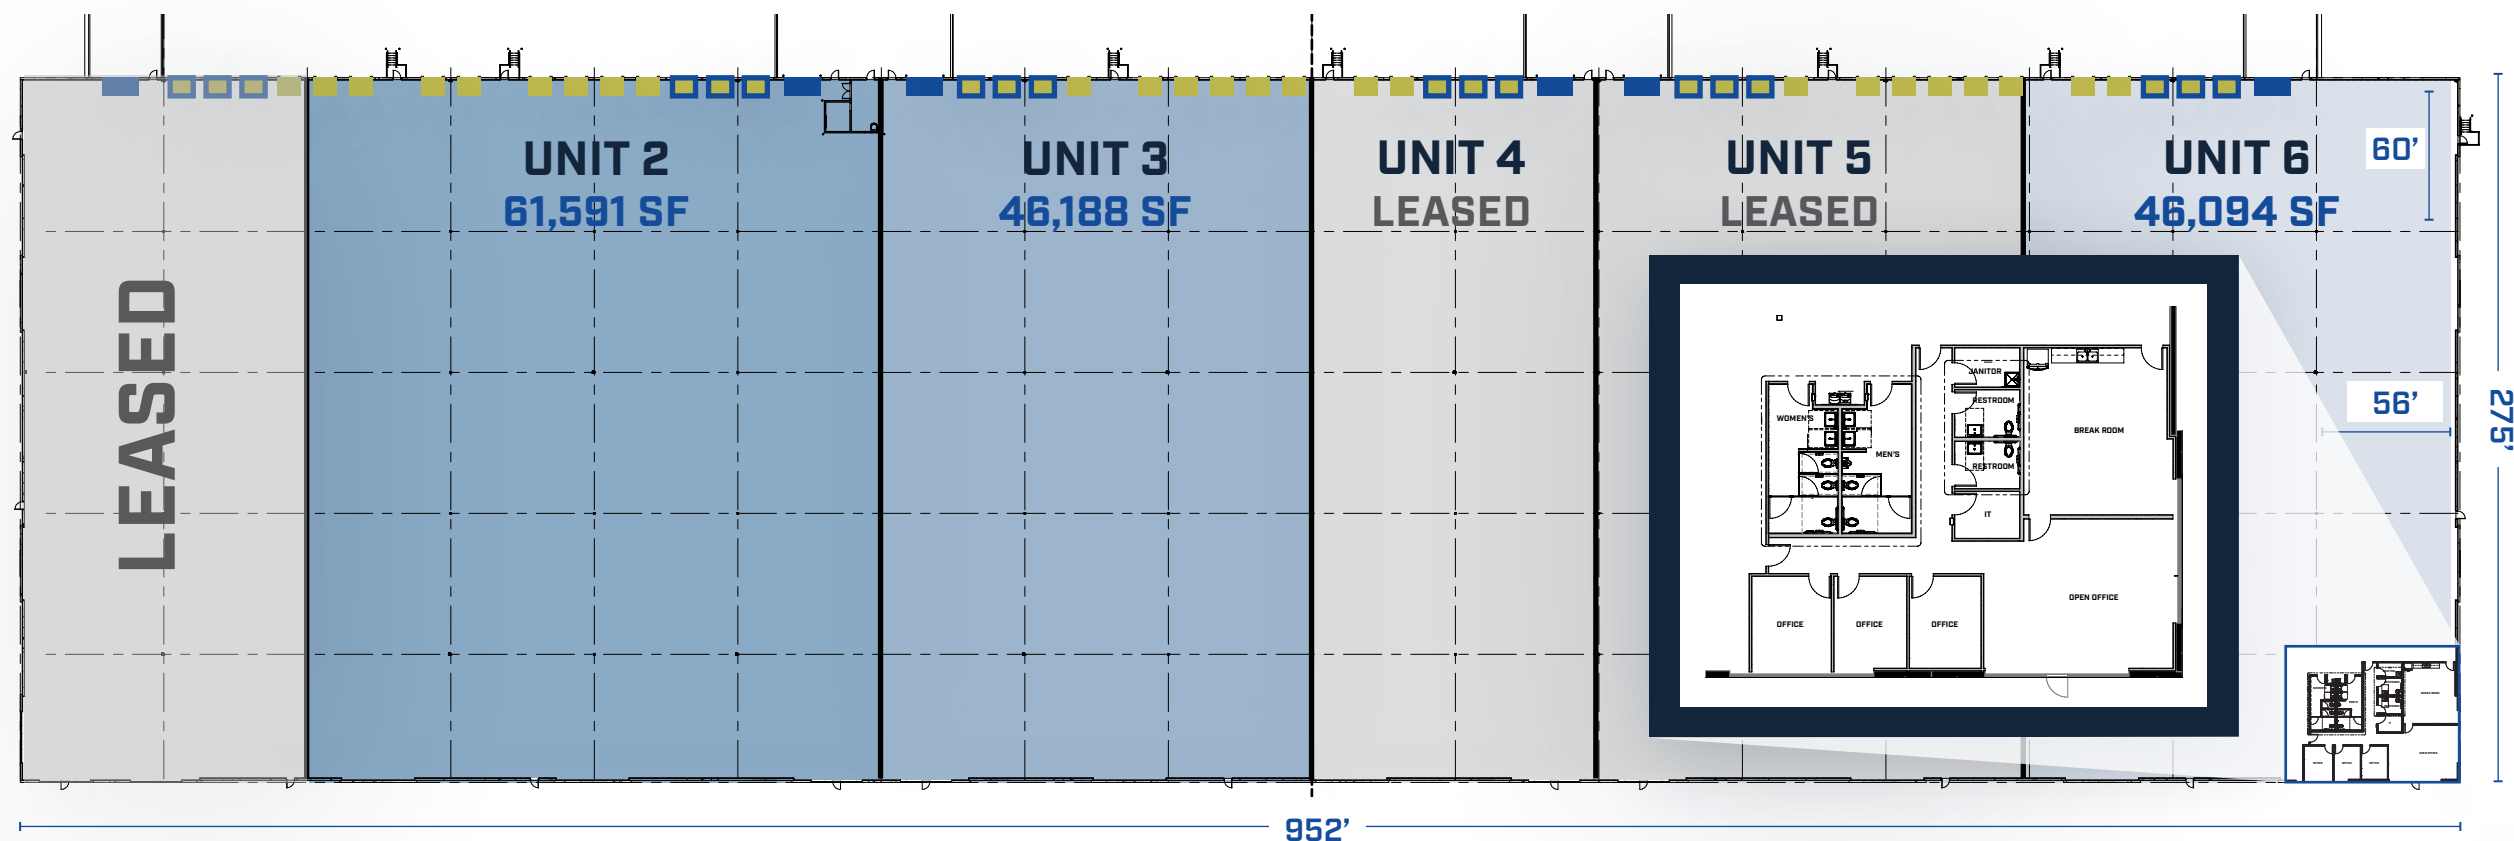 UNIT 2
61,591 SF
UNIT 3
46,188 SF
UNIT 4
LEASED
UNIT 5
LEASED
UNIT 6
46,094 SF
60’
LEASED
56’
275’
JANITOR
RESTROOM
WOMEN'S
BREAK ROOM
MEN'S
RESTROOM
IT
OPEN OFFICE
OFFICE
OFFICE
OFFICE
952’